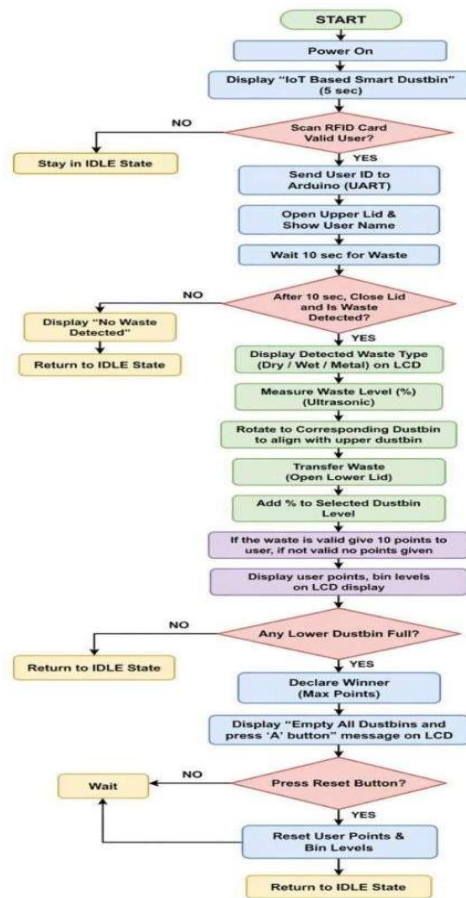 START
Power On
Display “IoT Based Smart Dustbin”
(5 sec)
NO
Scan RFID Card
Valid User?
Stay in IDLE State
YES
Send User ID to
Arduino (UART)
Open Upper Lid &
Show User Name
Wait 10 sec for Waste
NO
After 10 sec, Close Lid
and Is Waste
Detected?
Display “No Waste
Detected”
YES
Return to IDLE State
Display Detected Waste Type
(Dry / Wet / Metal) on LCD
Measure Waste Level (%)
(Ultrasonic)
Rotate to Corresponding Dustbin
to align with upper dustbin
Transfer Waste
(Open Lower Lid)
Add % to Selected Dustbin
Level
If the waste is valid give 10 points to
user, if not valid no points given
Display user points, bin levels
on LCD display
NO
Any Lower Dustbin Full?
Return to IDLE State
YES
Declare Winner
(Max Points)
Display “Empty All Dustbins and
press ‘A’ button” message on LCD
NO
Wait
Press Reset Button?
YES
Reset User Points &
Bin Levels
Return to IDLE State